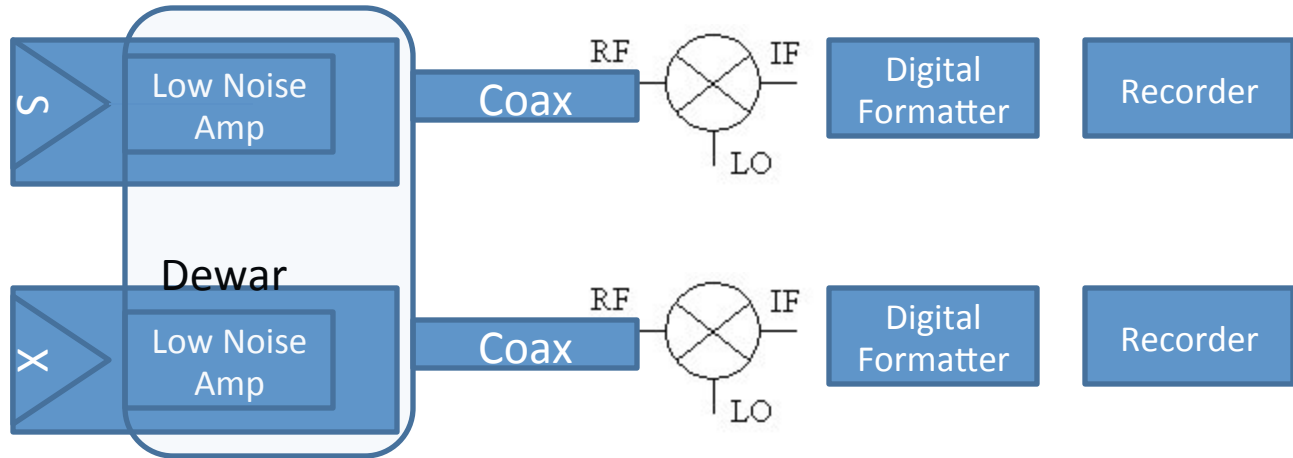 S
Low Noise
Amp
Coax
RF
IF
LO
Digital
Formatter
Recorder
Dewar
X
Low Noise
Amp
Coax
RF
IF
LO
Digital
Formatter
Recorder